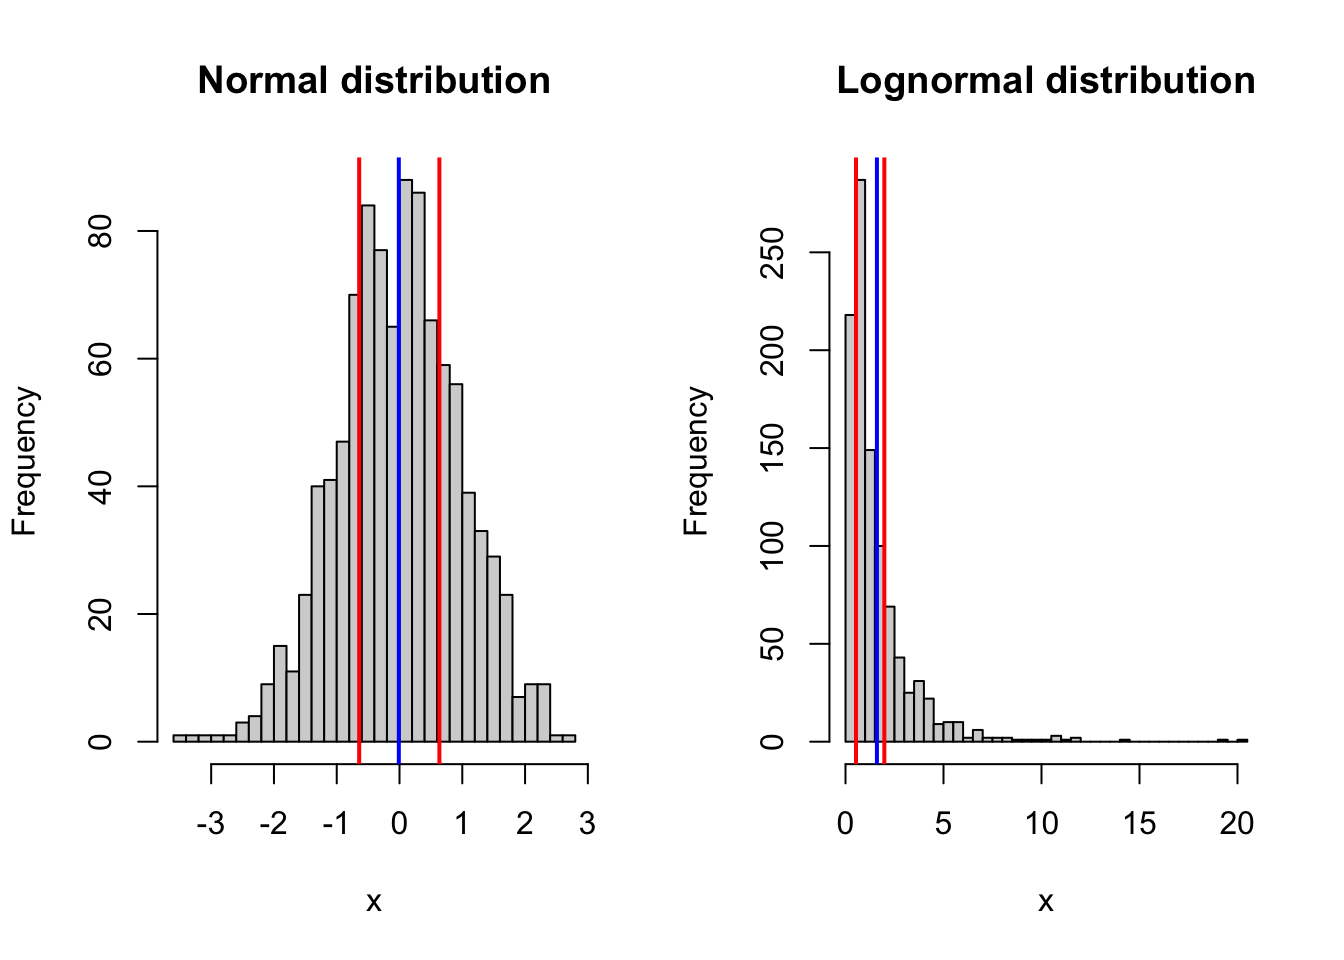 Normal distribution
Frequency
0 20 40 60 80
-3 -2 -1 0 1 2 3
x
Lognormal distribution
Frequency
0 50 100 150 200 250
0 5 10 15 20
x